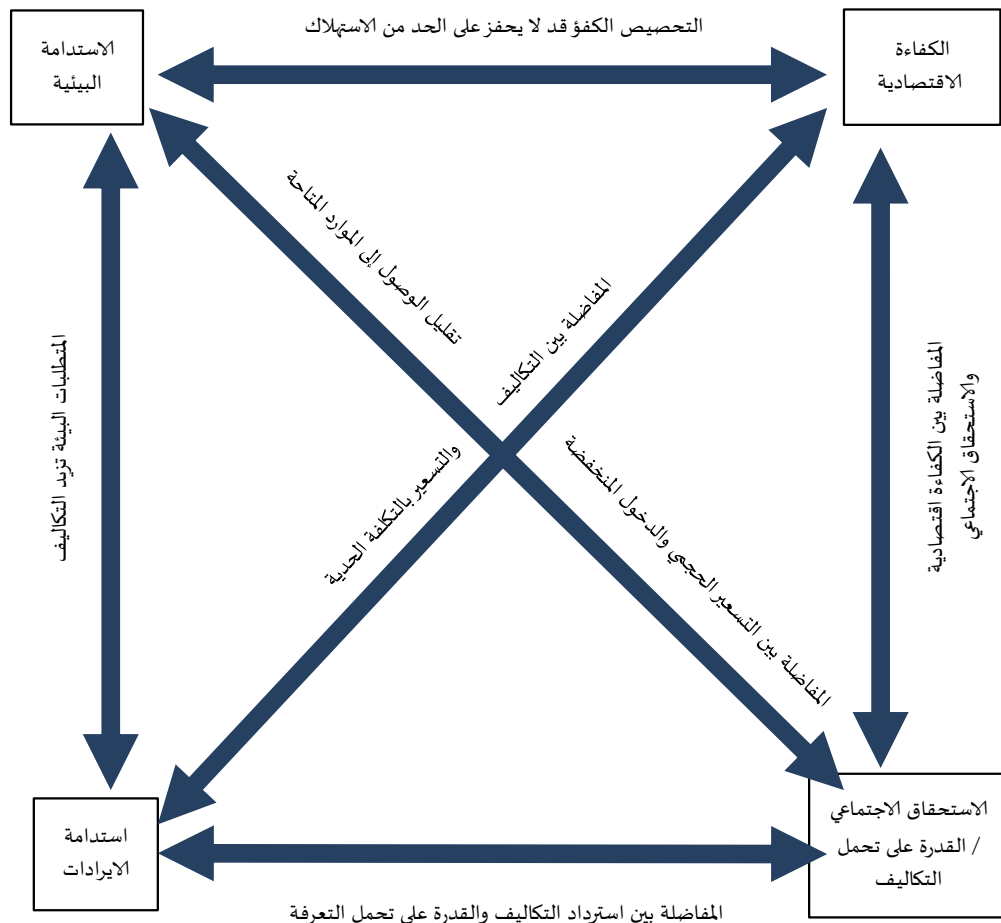 التحصيص الكفؤ قد لا يحفز على الحد من الاستهلاك
الكفاءة
الاقتصادية
الاستدامة
البيئية
تقليل الوصول إلى الموارد المتاحة
المفاضلة بين التكاليف
والتسعير بالتكلفة الحدية
المفاضلة بين التسعير الحجمي والدخول المنخفضة
المفاضلة بين الكفاءة اقتصادية
والاستحقاق الاجتماعي
المتطلبات البيئة تزيد التكاليف
الاستحقاق الاجتماعي
/ القدرة على تحمل
التكاليف
استدامة
الايرادات
المفاضلة بين استرداد التكاليف والقدرة على تحمل التعرفة